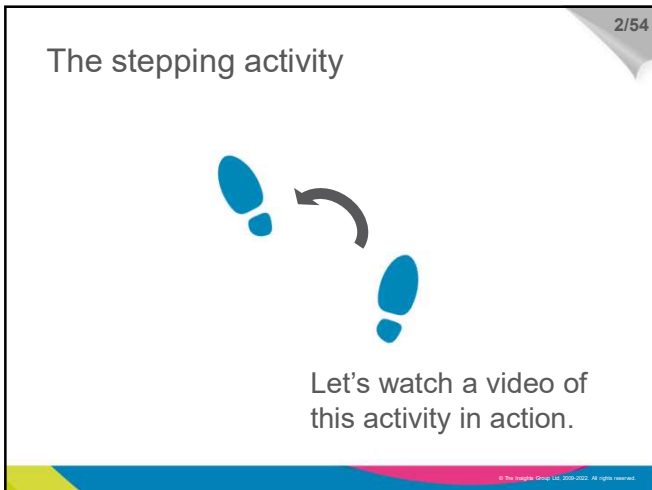 2/54
The stepping activity
Let’s watch a video of
this activity in action.
© The Insights Group Ltd, 2009-2022. All rights reserved.